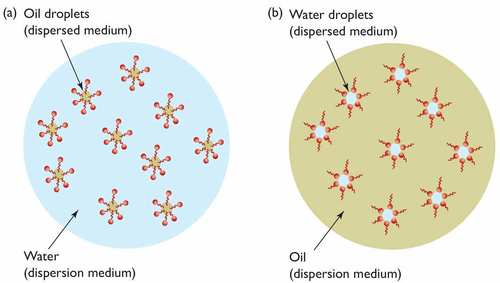 (a) Oil droplets
(dispersed medium)
Water
(dispersion medium)
(b) Water droplets
(dispersed medium)
Oil
(dispersion medium)